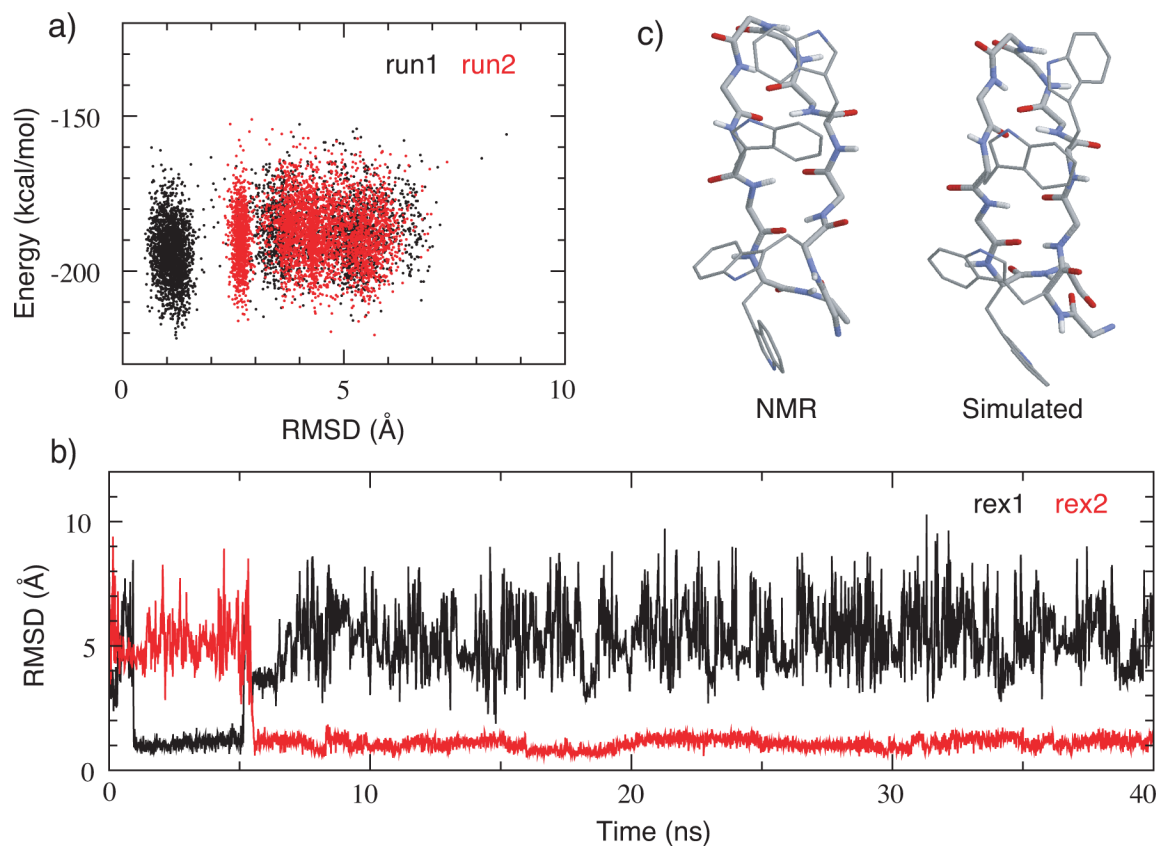 a)
run1 run2
-150
-200
Energy (kcal/mol)
0 5 10
RMSD (Å)
c)
NMR Simulated
b)
rex1 rex2
10
5
0
RMSD (Å)
0 10 20 30 40
Time (ns)